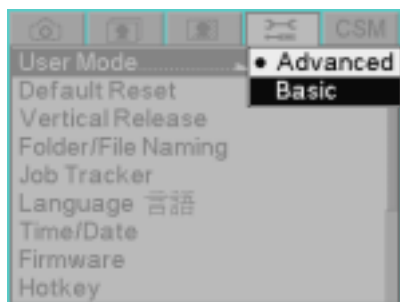 CSM
User Mode.............. • Advanced
Default Reset Basic
Vertical Release
Folder/File Naming
Job Tracker
Language 言語
Time/Date
Firmware
Hotkey